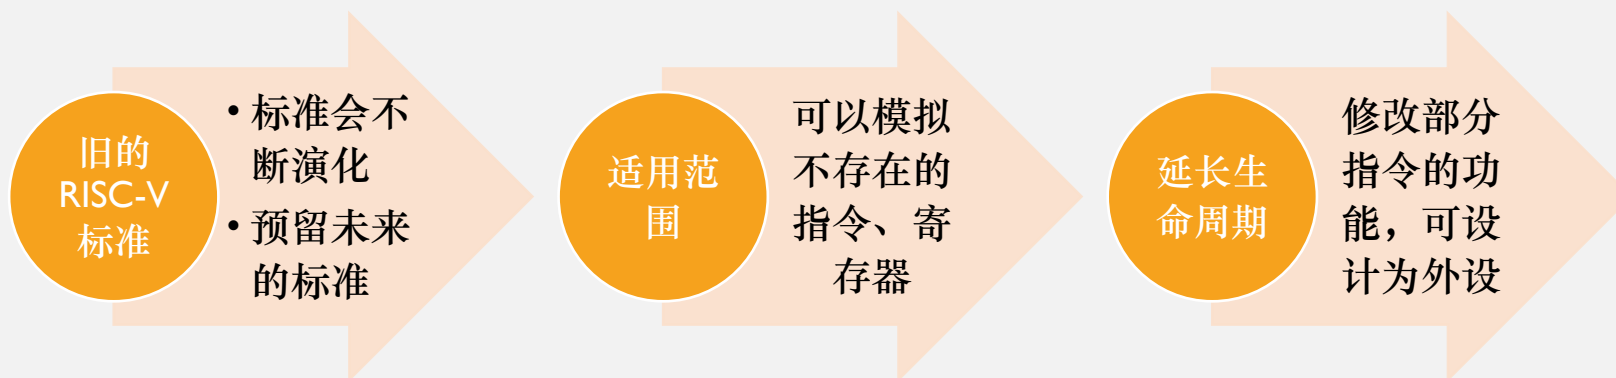 旧的
RISC-V
标准
• 标准会不
断演化
• 预留未来
的标准
适用范
围
可以模拟
不存在的
指令、寄
存器
延长生
命周期
修改部分
指令的功
能，可设
计为外设